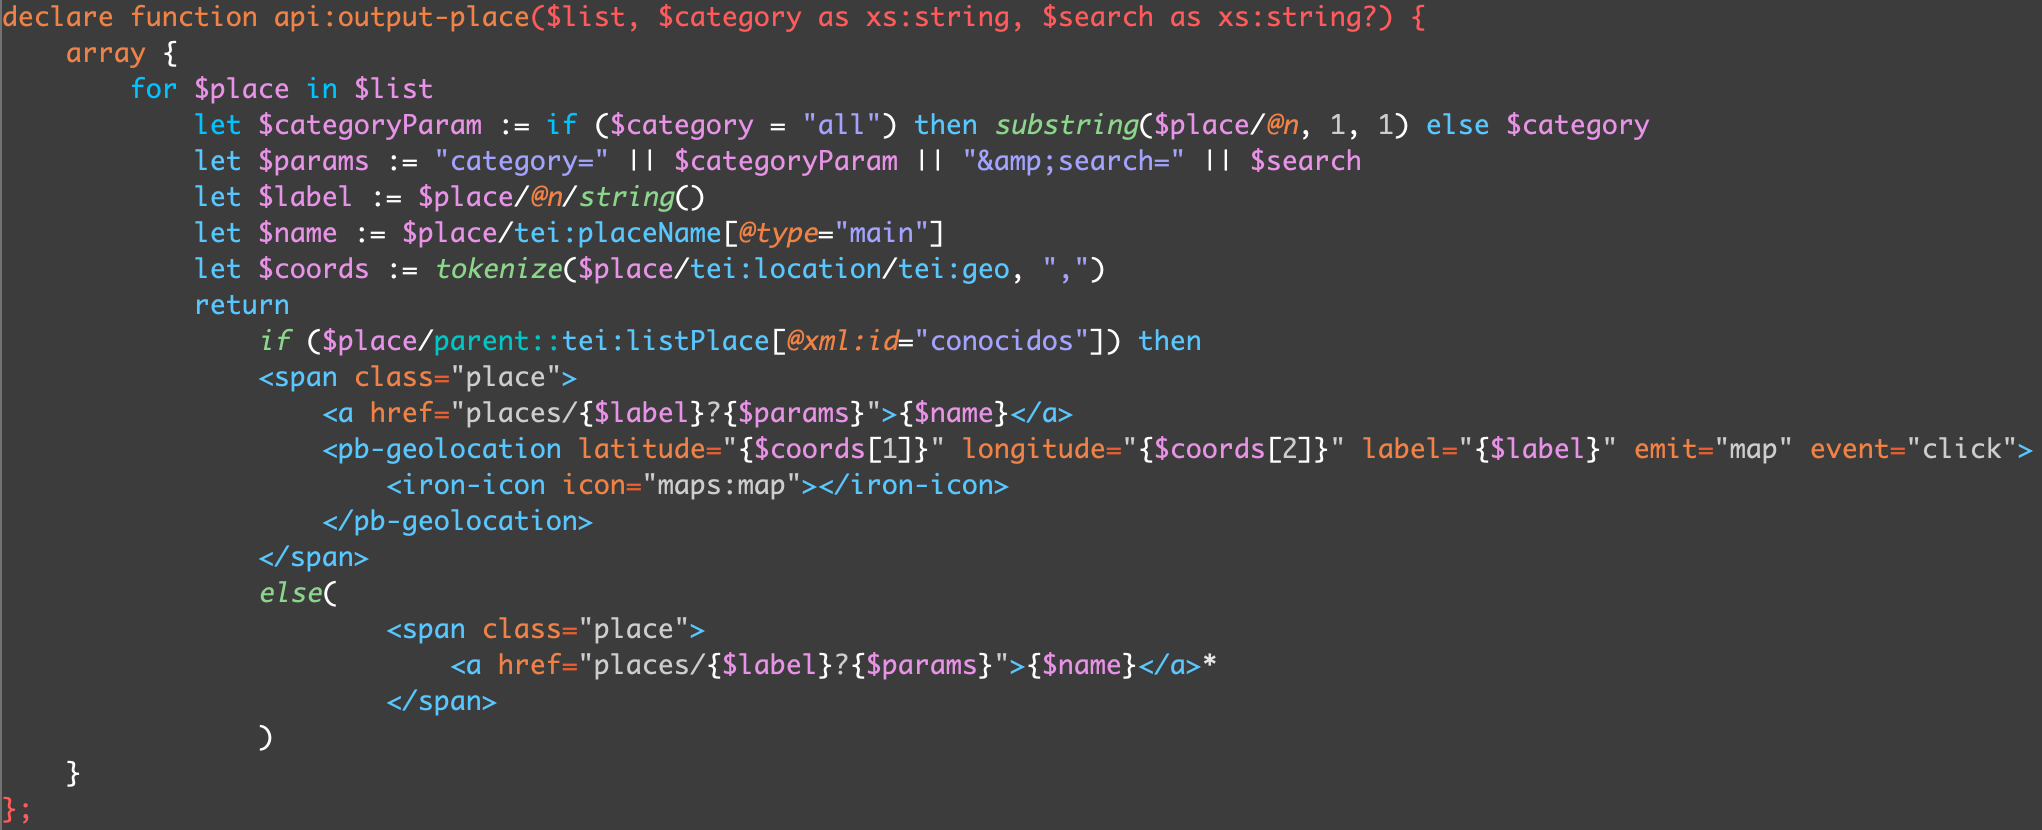 declare function api:output-place($list, $category as xs:string, $search as xs:string?) {
    array {
        for $place in $list
            let $categoryParam := if ($category = "all") then substring($place/@n, 1, 1) else $category
            let $params := "category=" || $categoryParam || "&amp;search=" || $search
            let $label := $place/@n/string()
            let $name := $place/tei:placeName[@type="main"]
            let $coords := tokenize($place/tei:location/tei:geo, ",")
            return
                if ($place/parent::tei:listPlace[@xml:id="conocidos"]) then
                <span class="place">
                    <a href="places/{$label}?{$params}">{$name}</a>
                    <pb-geolocation latitude="{$coords[1]}" longitude="{$coords[2]}" label="{$label}" emit="map" event="click">
                        <iron-icon icon="maps:map"></iron-icon>
                    </pb-geolocation>
                </span>
                else(
                        <span class="place">
                            <a href="places/{$label}?{$params}">{$name}</a>*
                        </span>
                )
    }
};